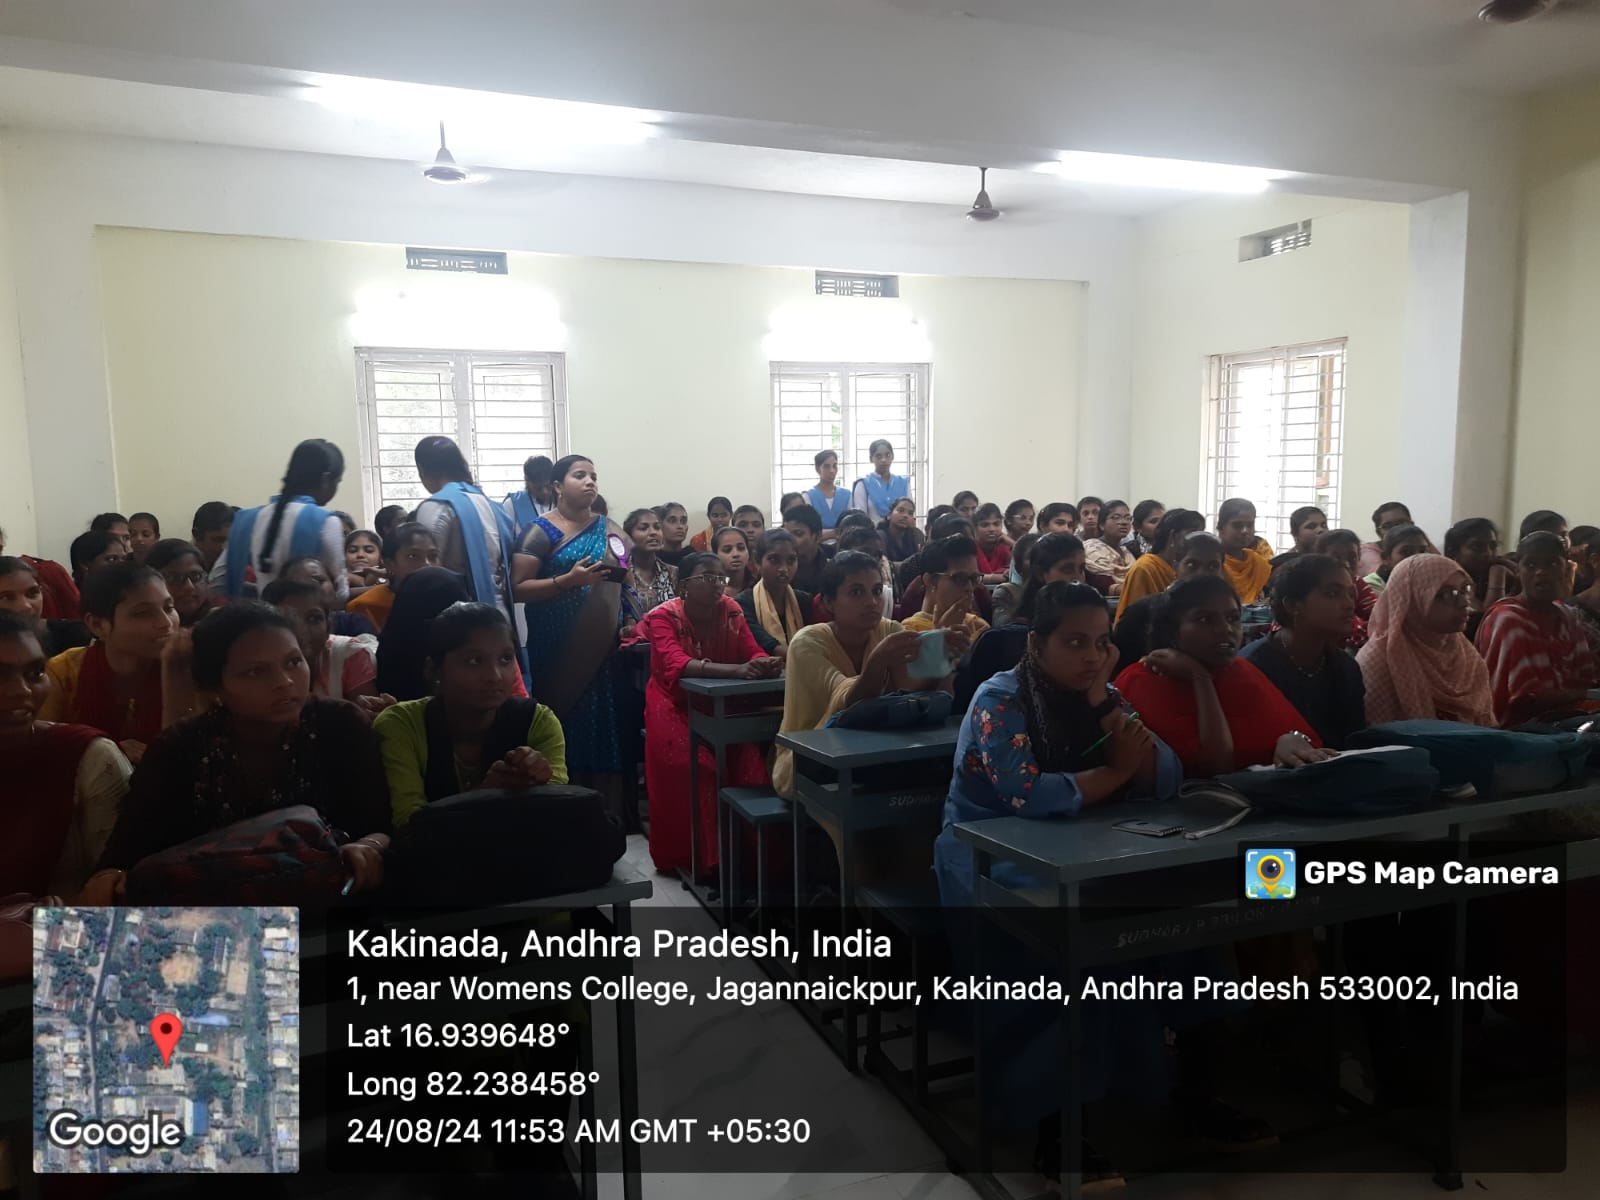 GPS Map Camera
Kakinada, Andhra Pradesh, India
1, near Womens College, Jagannaickpur, Kakinada, Andhra Pradesh 533002, India
Lat 16.939648°
Long 82.238458°
24/08/24 11:53 AM GMT +05:30
Google